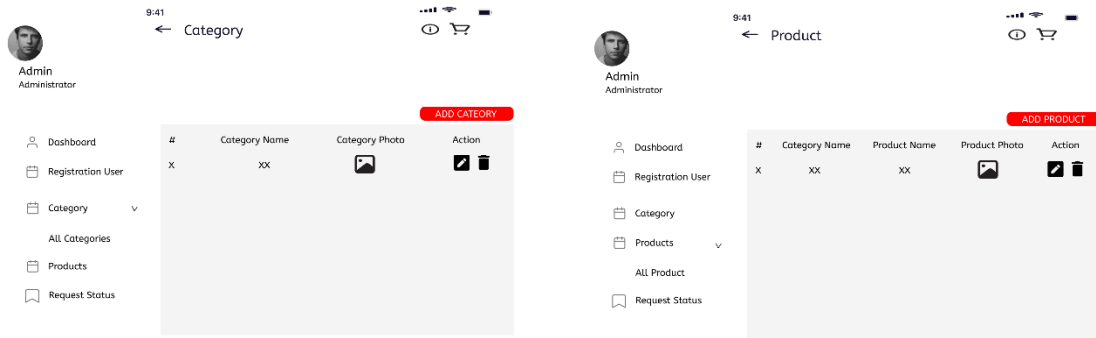 9:41
Category
Admin
Administrator
ADD CATEORY
# Category Name Category Photo Action
X XX
Dashboard
Registration User
Category
All Categories
Products
Request Status
9:41
Product
Admin
Administrator
ADD PRODUCT
# Category Name Product Name Product Photo Action
X XX XX
Dashboard
Registration User
Category
Products
All Product
Request Status